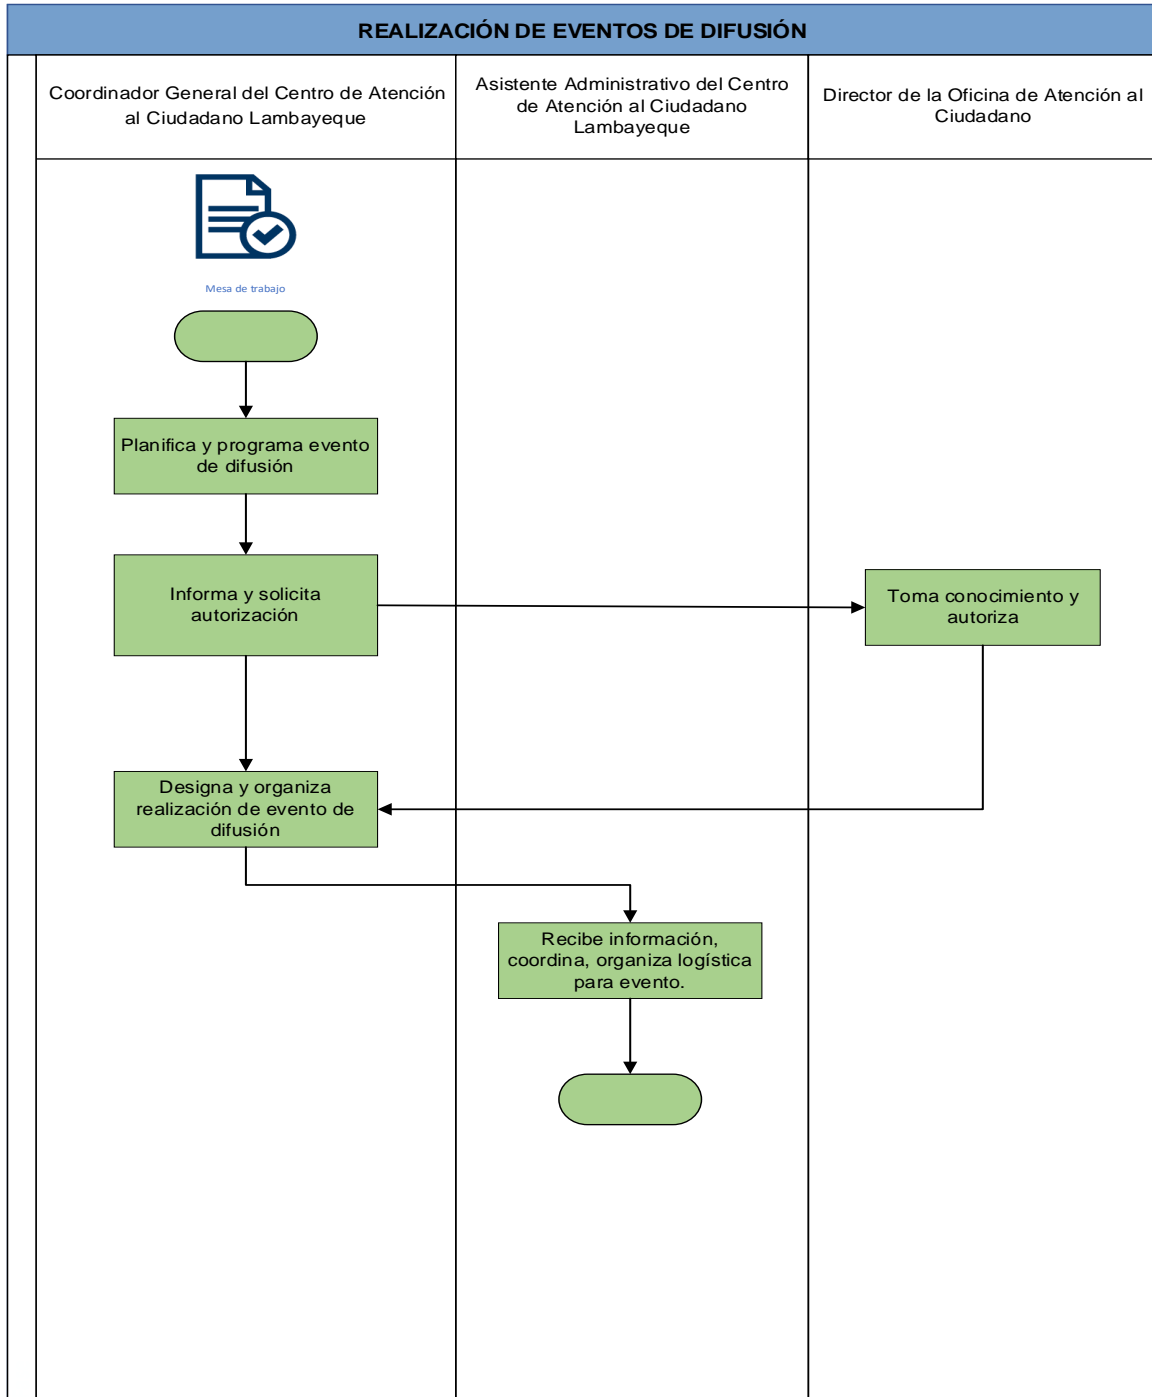 REALIZACIÓN DE EVENTOS DE DIFUSIÓN
Coordinador General del Centro de Atención
al Ciudadano Lambayeque
Asistente Administrativo del Centro
de Atención al Ciudadano
Lambayeque
Director de la Oficina de Atención al
Ciudadano
Mesa de trabajo
Planifica y programa evento
de difusión
Informa y solicita
autorización
Toma conocimiento y
autoriza
Designa y organiza
realización de evento de
difusión
Recibe información,
coordina, organiza logística
para evento.